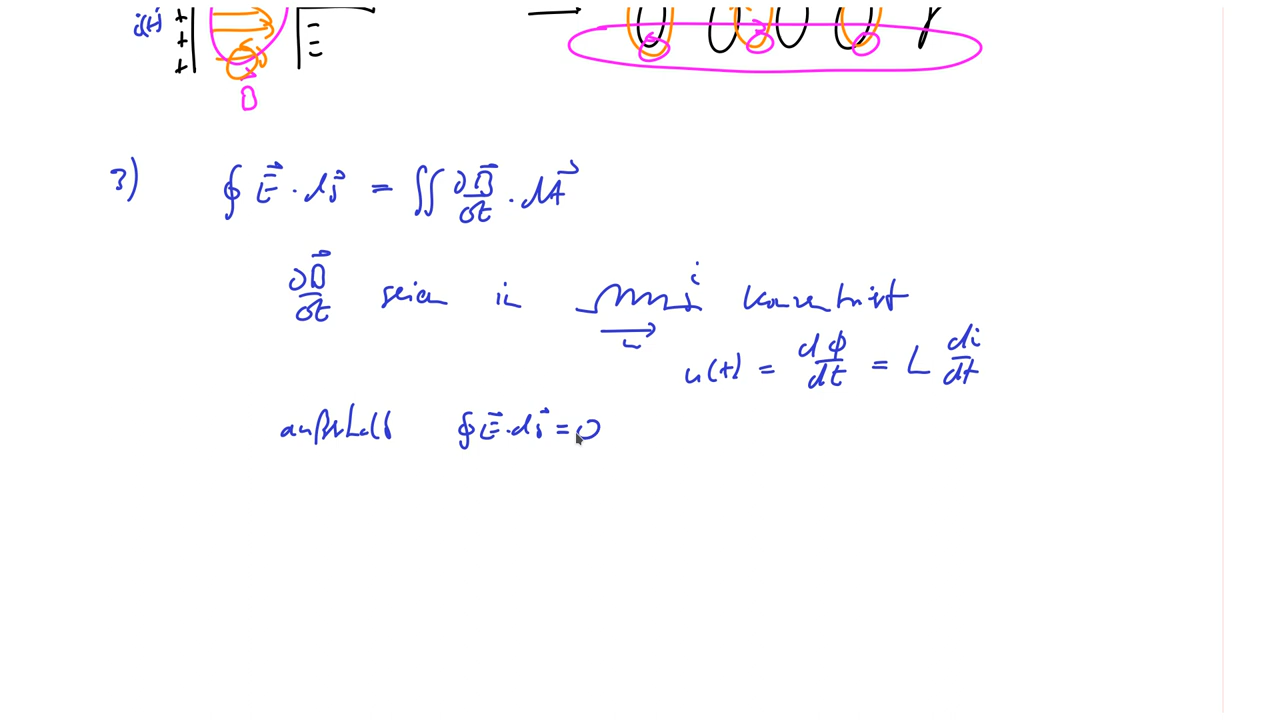 i(t) + + +
B
3) ∮ E⃗ · ds⃗ = ∬ ∂B⃗/∂t · dA⃗
∂B⃗/∂t seien in i konzentriert
u
u(t) = dϕ/dt = L di/dt
außerhalb ∮ E⃗ · ds⃗ = 0